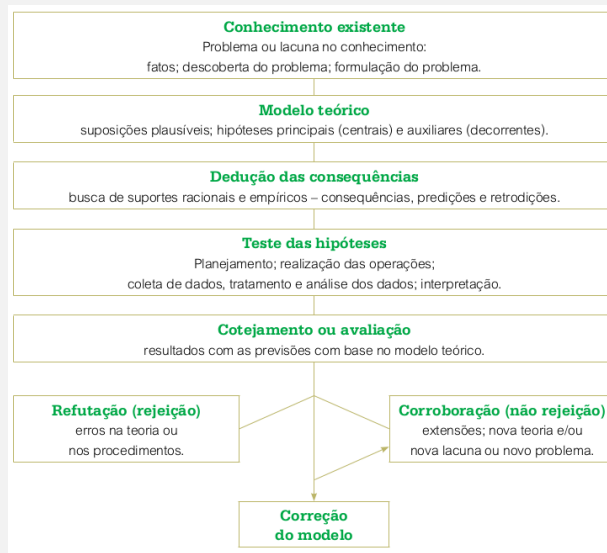 Conhecimento existente
Problema ou lacuna no conhecimento:
fatos; descoberta do problema; formulação do problema.
Modelo teórico
suposições plausíveis; hipóteses principais (centrais) e auxiliares (decorrentes).
Dedução das consequências
busca de suportes racionais e empíricos – consequências, predições e retrodições.
Teste das hipóteses
Planejamento; realização das operações;
coleta de dados, tratamento e análise dos dados; interpretação.
Cotejamento ou avaliação
resultados com as previsões com base no modelo teórico.
Refutação (rejeição)
erros na teoria ou
nos procedimentos.
Corroboração (não rejeição)
extensões; nova teoria e/ou
nova lacuna ou novo problema.
Correção
do modelo